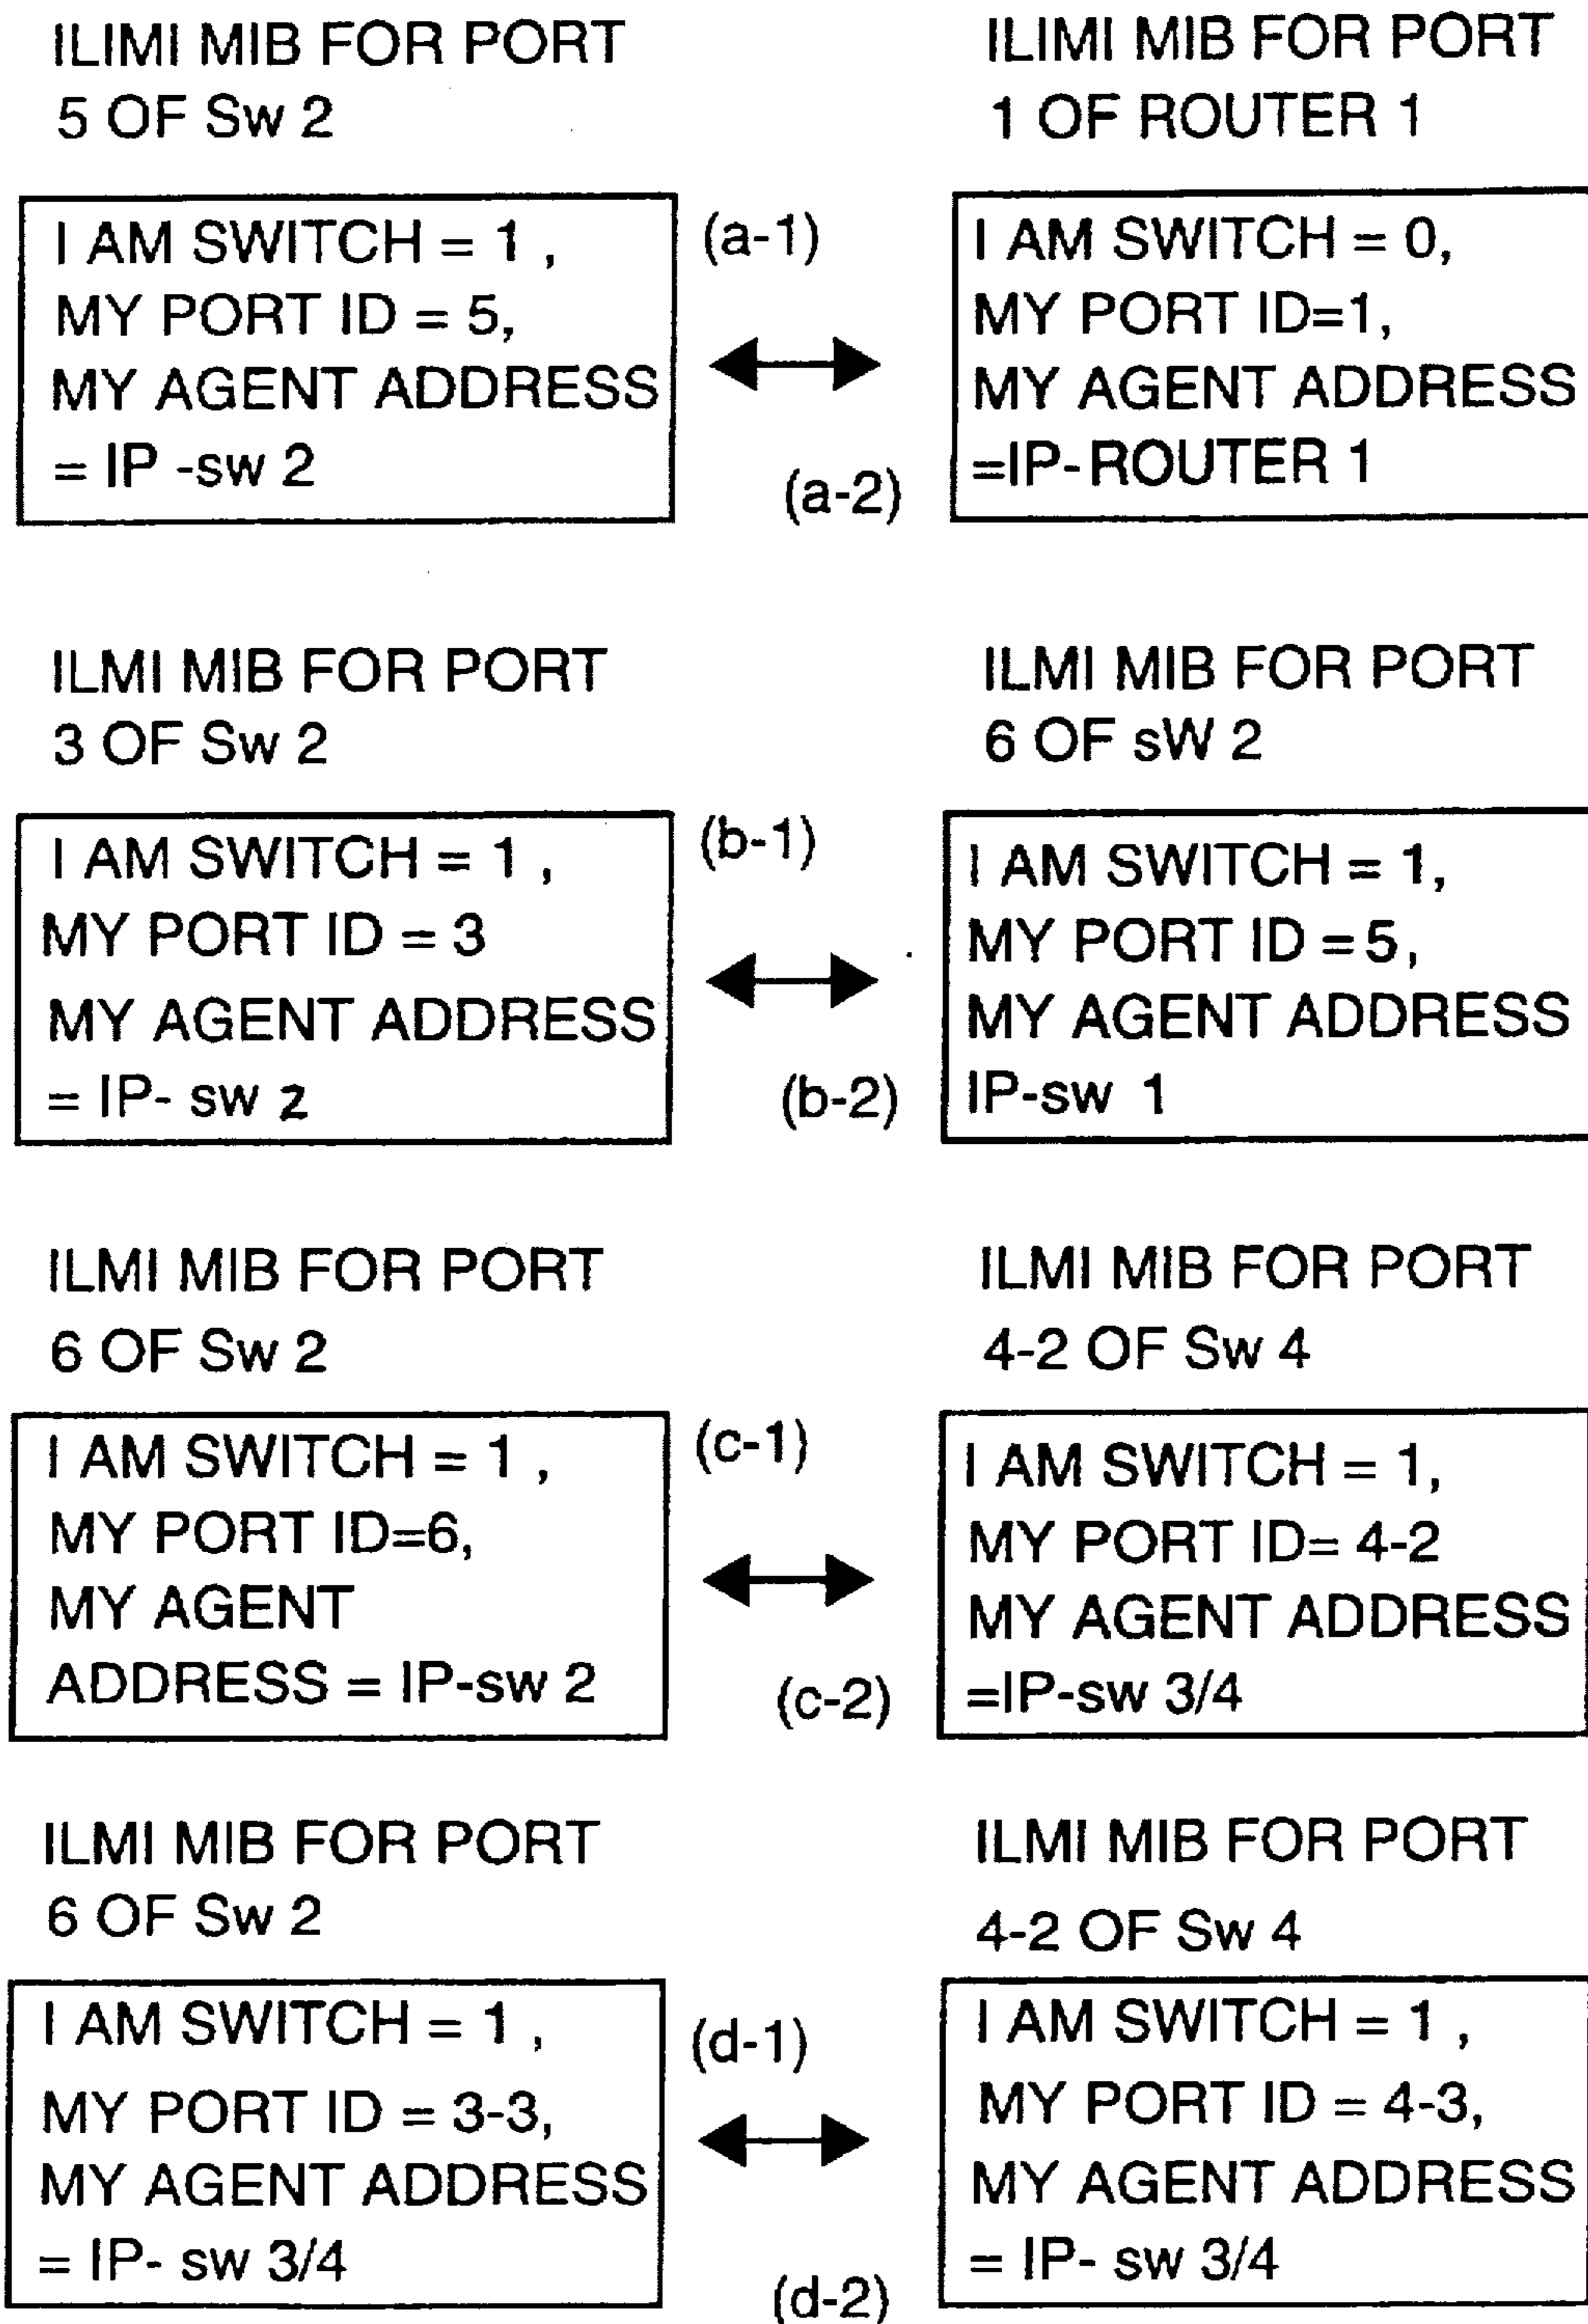 ILIMI MIB FOR PORT
5 OF Sw 2
ILIMI MIB FOR PORT
1 OF ROUTER 1
I AM SWITCH = 1 ,
MY PORT ID = 5,
MY AGENT ADDRESS
= IP -sw 2
(a-1)
(a-2)
I AM SWITCH = 0,
MY PORT ID=1,
MY AGENT ADDRESS
=IP-ROUTER 1
ILMI MIB FOR PORT
3 OF Sw 2
ILMI MIB FOR PORT
6 OF sW 2
I AM SWITCH = 1 ,
MY PORT ID = 3
MY AGENT ADDRESS
= IP- sw 2
(b-1)
(b-2)
I AM SWITCH = 1,
MY PORT ID =5,
MY AGENT ADDRESS
IP-sw 1
ILMI MIB FOR PORT
6 OF Sw 2
ILMI MIB FOR PORT
4-2 OF Sw 4
I AM SWITCH = 1 ,
MY PORT ID=6,
MY AGENT
ADDRESS = IP-sw 2
(c-1)
(c-2)
I AM SWITCH = 1,
MY PORT ID= 4-2
MY AGENT ADDRESS
=IP-sw 3/4
ILMI MIB FOR PORT
6 OF Sw 2
ILMI MIB FOR PORT
4-2 OF Sw 4
I AM SWITCH = 1 ,
MY PORT ID = 3-3,
MY AGENT ADDRESS
= IP- sw 3/4
(d-1)
(d-2)
I AM SWITCH = 1 ,
MY PORT ID = 4-3,
MY AGENT ADDRESS
= IP- sw 3/4